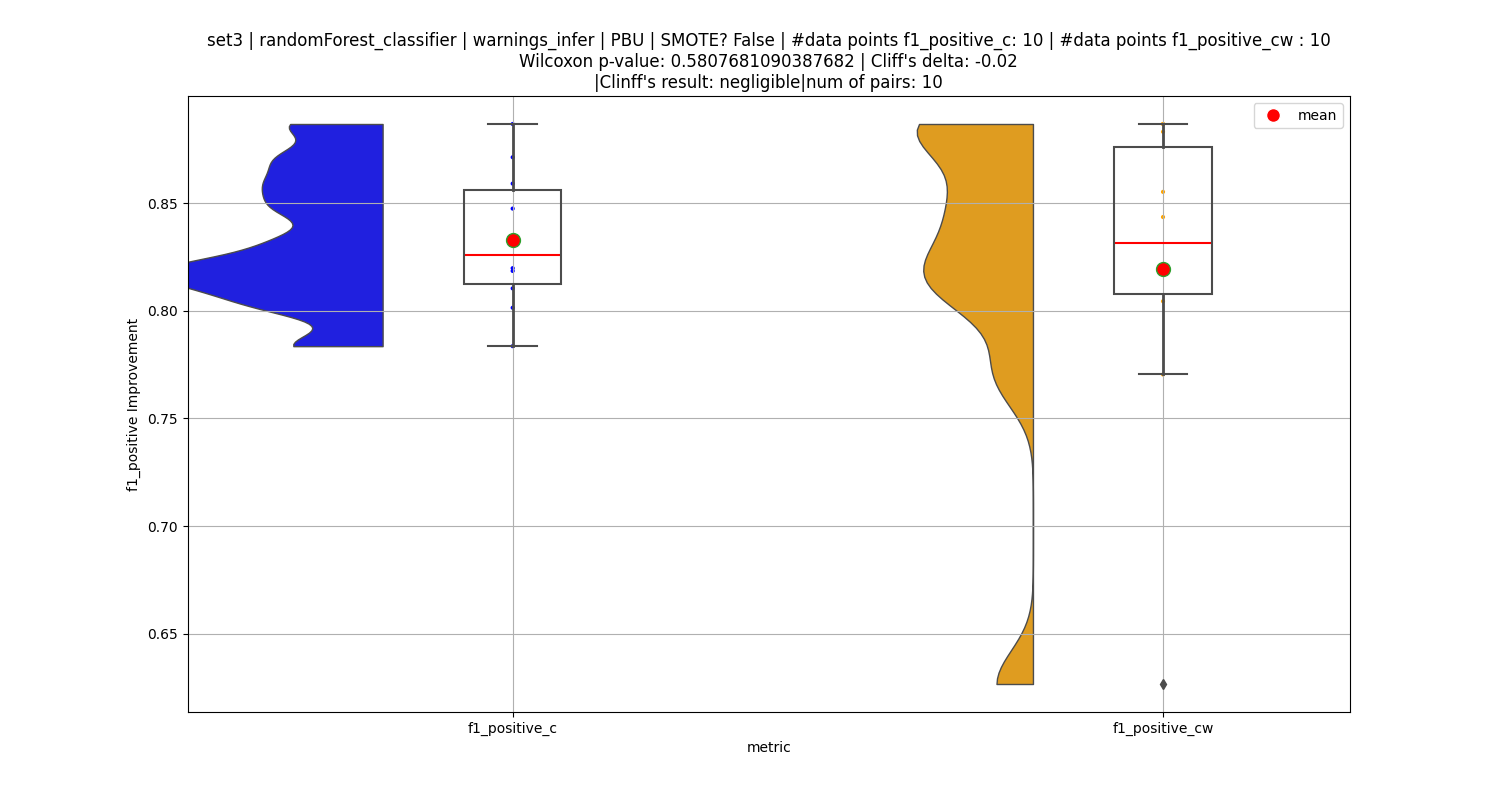 set3 | randomForest_classifier | warnings_infer | PBU | SMOTE? False | #data points f1_positive_c: 10 | #data points f1_positive_cw : 10
Wilcoxon p-value: 0.5807681090387682 | Cliff's delta: -0.02
|Clinff's result: negligible|num of pairs: 10
mean
f1_positive Improvement
0.85
0.80
0.75
0.70
0.65
f1_positive_c
f1_positive_cw
metric